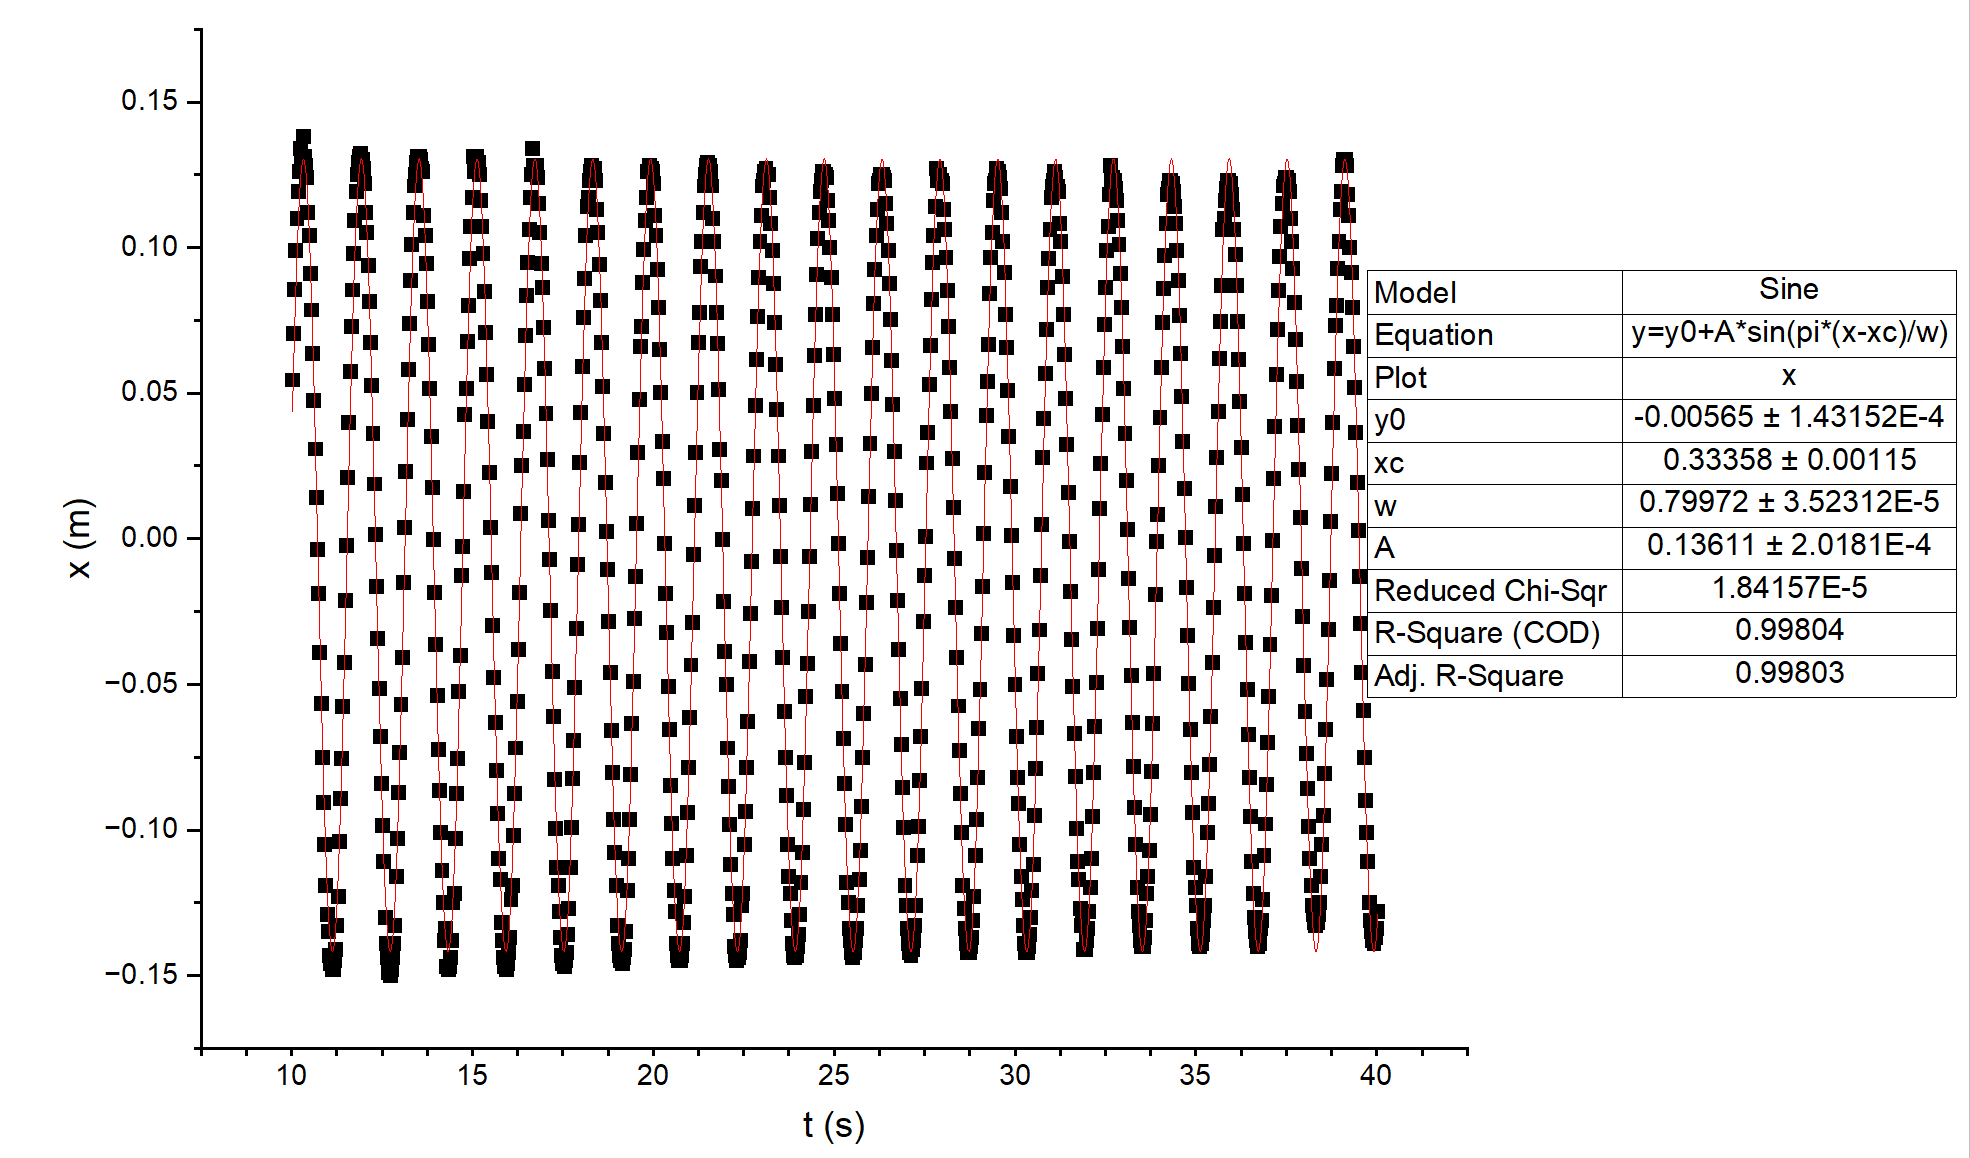 0.15
0.10
0.05
0.00
−0.05
−0.10
−0.15
x (m)
10 15 20 25 30 35 40
t (s)
Model Sine
Equation y=y0+A*sin(pi*(x-xc)/w)
Plot x
y0 -0.00565 ± 1.43152E-4
xc 0.33358 ± 0.00115
w 0.79972 ± 3.52312E-5
A 0.13611 ± 2.0181E-4
Reduced Chi-Sqr 1.84157E-5
R-Square (COD) 0.99804
Adj. R-Square 0.99803